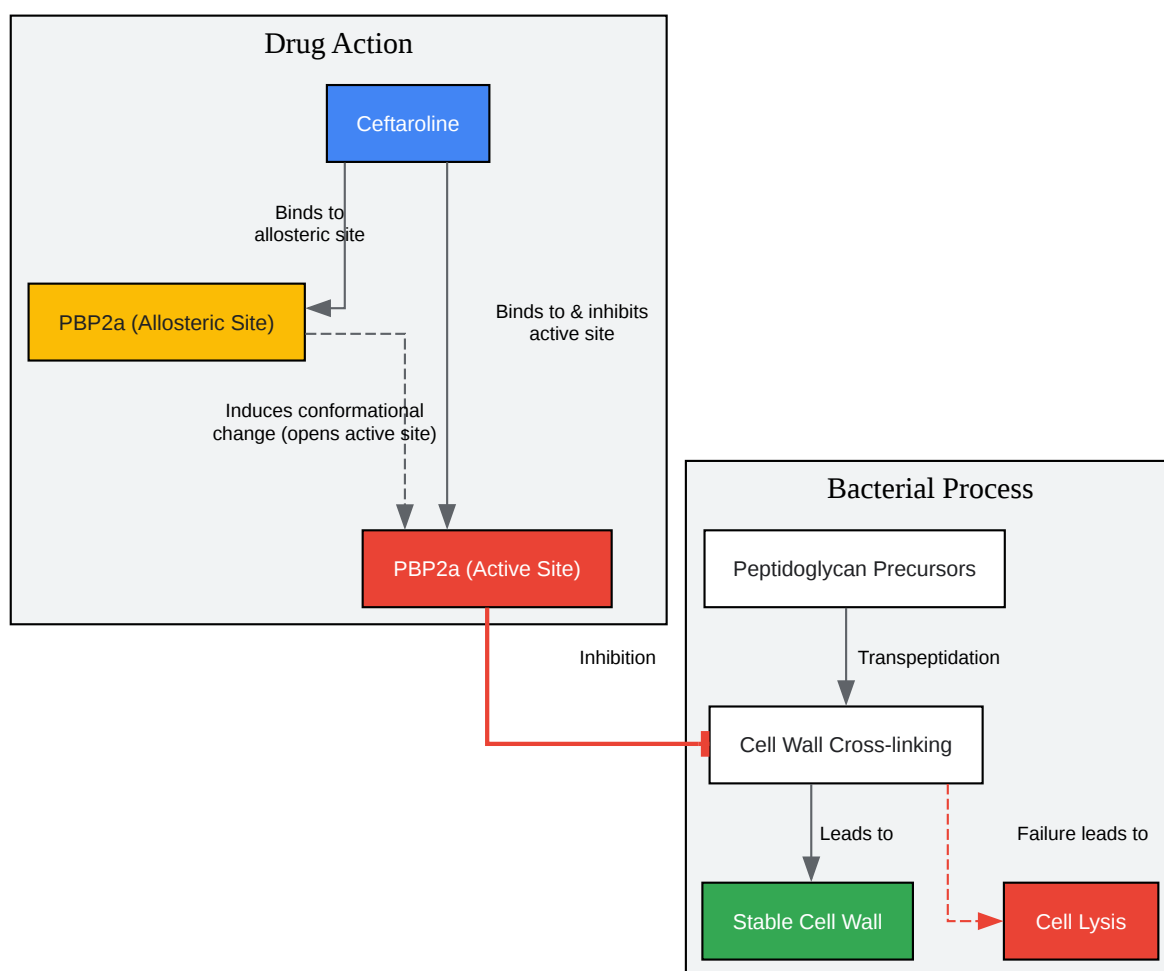 Drug Action
Ceftaroline
Binds to
allosteric site
PBP2a (Allosteric Site)
Binds to & inhibits
active site
Induces conformational
change (opens active site)
PBP2a (Active Site)
Inhibition
Bacterial Process
Peptidoglycan Precursors
Transpeptidation
Cell Wall Cross-linking
Leads to
Failure leads to
Stable Cell Wall
Cell Lysis